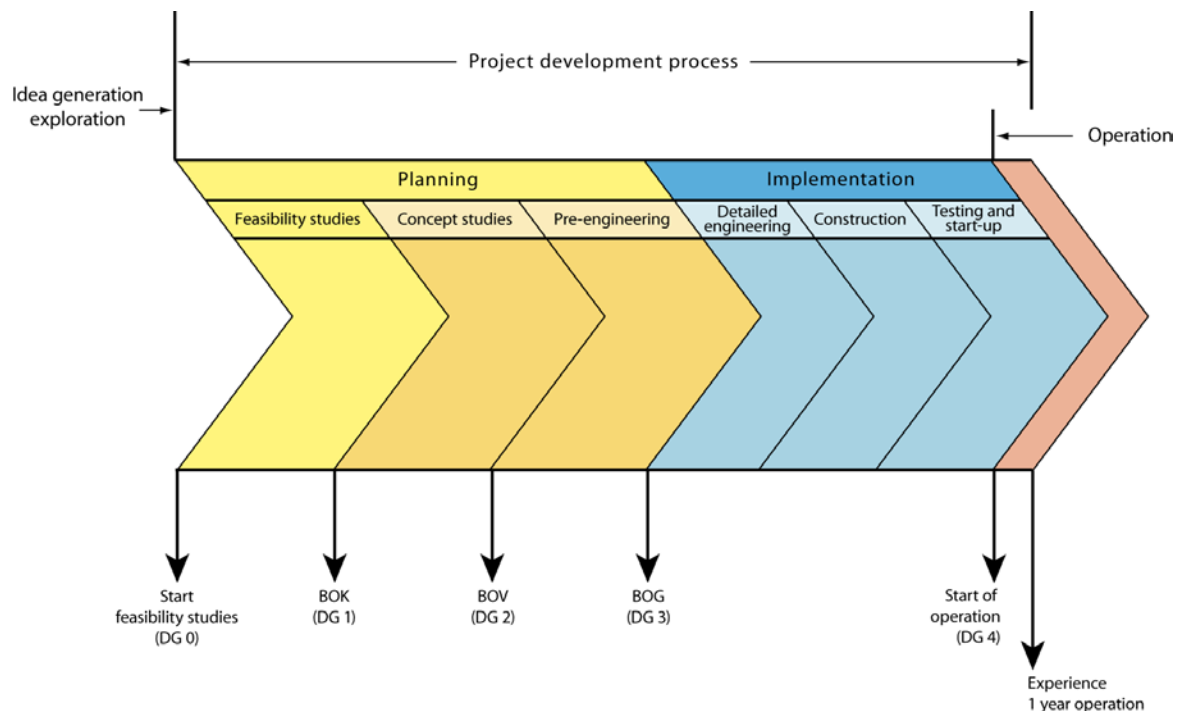 Project development process
Idea generation
exploration
Operation
Planning
Implementation
Feasibility studies
Concept studies
Pre-engineering
Detailed
engineering
Construction
Testing and
start-up
Start
feasibility studies
(DG 0)
BOK
(DG 1)
BOV
(DG 2)
BOG
(DG 3)
Start of
operation
(DG 4)
Experience
1 year operation